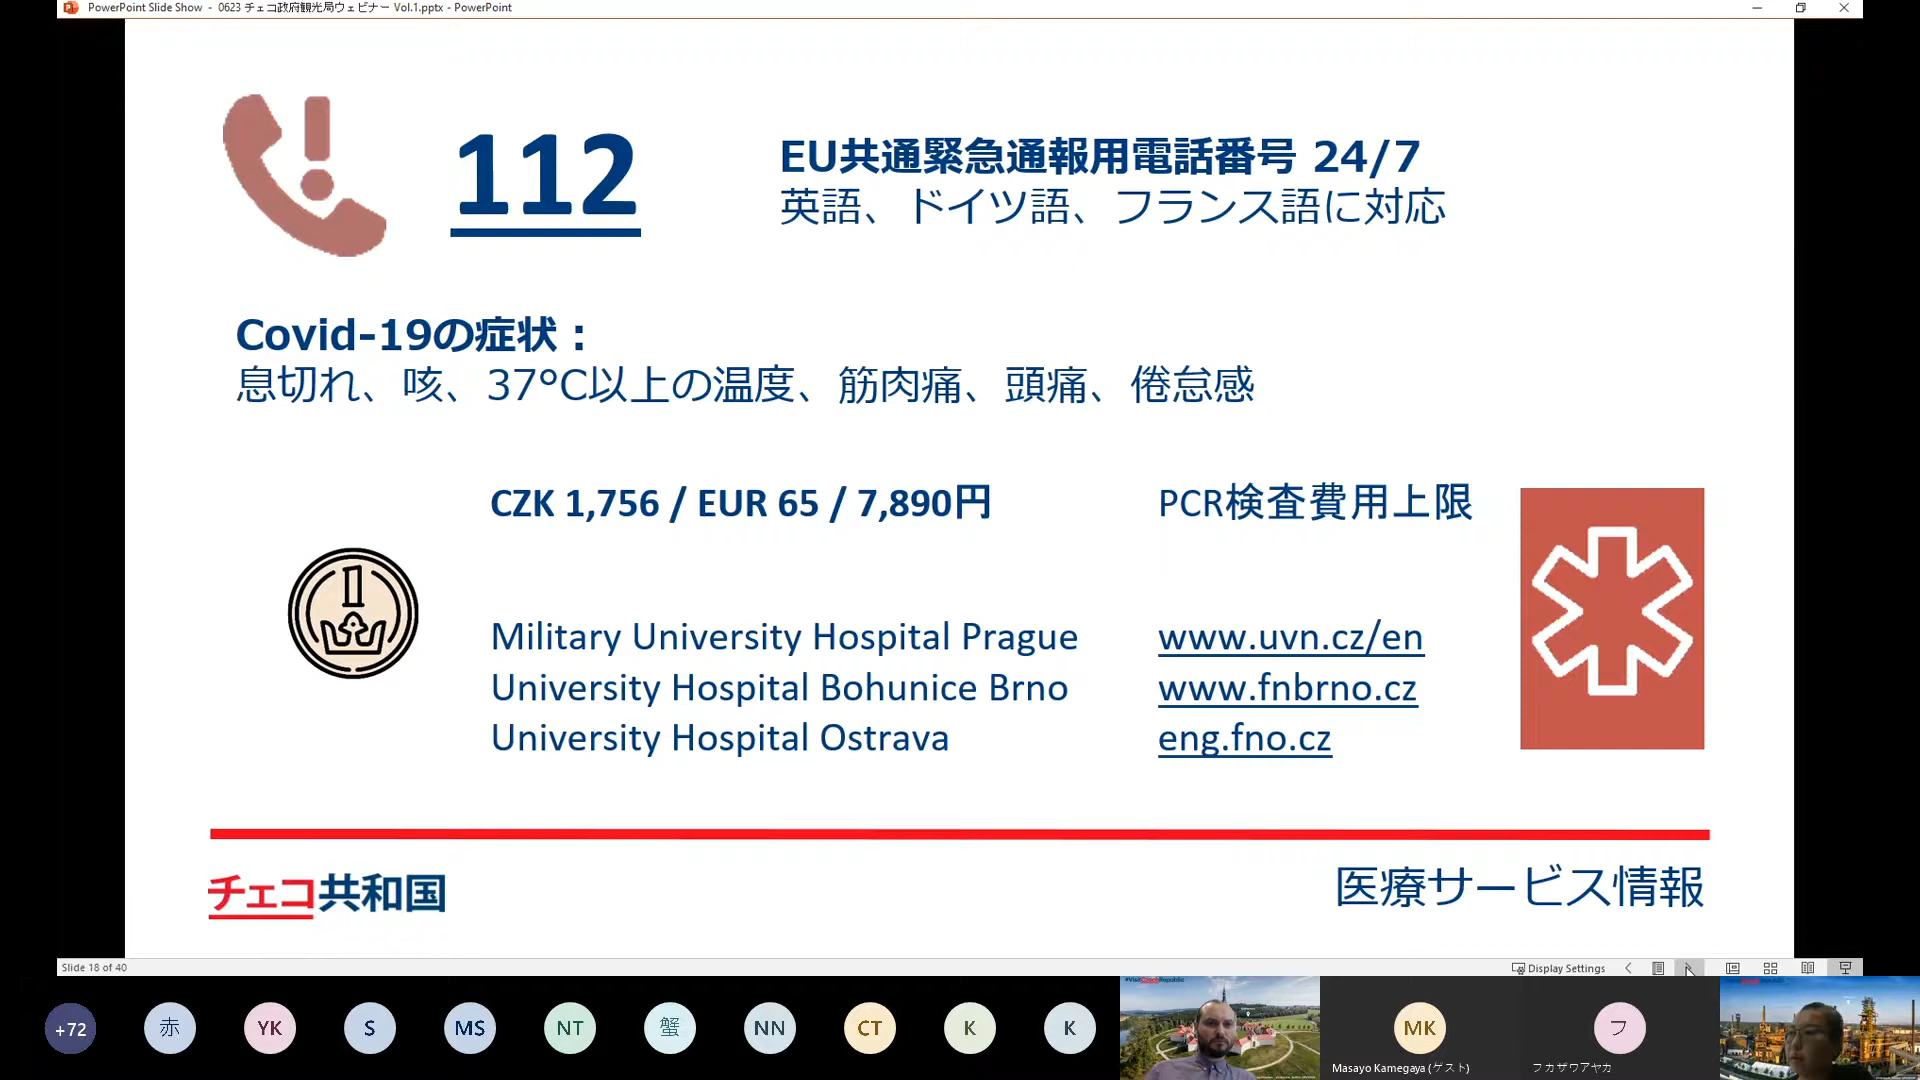 PowerPoint Slide Show - 0623 チェコ政府観光局ウェビナー Vol.1.pptx - PowerPoint
112
EU共通緊急通報用電話番号 24/7
英語、ドイツ語、フランス語に対応
Covid-19の症状：
息切れ、咳、37°C以上の温度、筋肉痛、頭痛、倦怠感
CZK 1,756 / EUR 65 / 7,890円
PCR検査費用上限
Military University Hospital Prague
www.uvn.cz/en
University Hospital Bohunice Brno
www.fnbrno.cz
University Hospital Ostrava
eng.fno.cz
チェコ共和国
医療サービス情報
Slide 18 of 40
Display Settings
+72
赤
YK
S
MS
NT
蟹
NN
CT
K
K
MK
Masayo Kamegaya (ゲスト)
フ
フカザワアヤカ